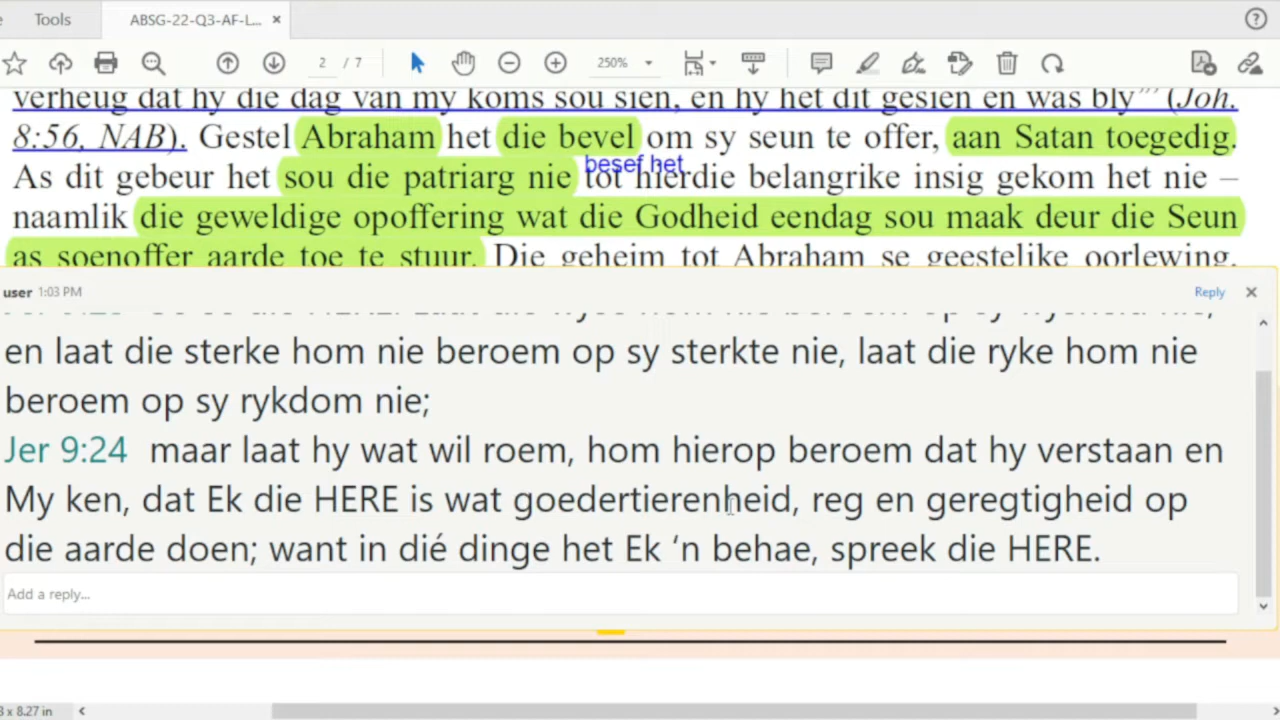 Tools
ABSG-22-Q3-AF-L...
2 / 7
250%
verheug dat hy die dag van my koms sou sien, en hy het dit gesien en was bly”’ (Joh.
8:56, NAB). Gestel Abraham het die bevel om sy seun te offer, aan Satan toegedig.
besef het
As dit gebeur het sou die patriarg nie tot hierdie belangrike insig gekom het nie –
naamlik die geweldige opoffering wat die Godheid eendag sou maak deur die Seun
as soenoffer aarde toe te stuur. Die geheim tot Abraham se geestelike oorlewing,
user 1:03 PM
Reply
en laat die sterke hom nie beroem op sy sterkte nie, laat die ryke hom nie
beroem op sy rykdom nie;
Jer 9:24 maar laat hy wat wil roem, hom hierop beroem dat hy verstaan en
My ken, dat Ek die HERE is wat goedertierenheid, reg en geregtigheid op
die aarde doen; want in dié dinge het Ek ‘n behae, spreek die HERE.
Add a reply...
x 8.27 in